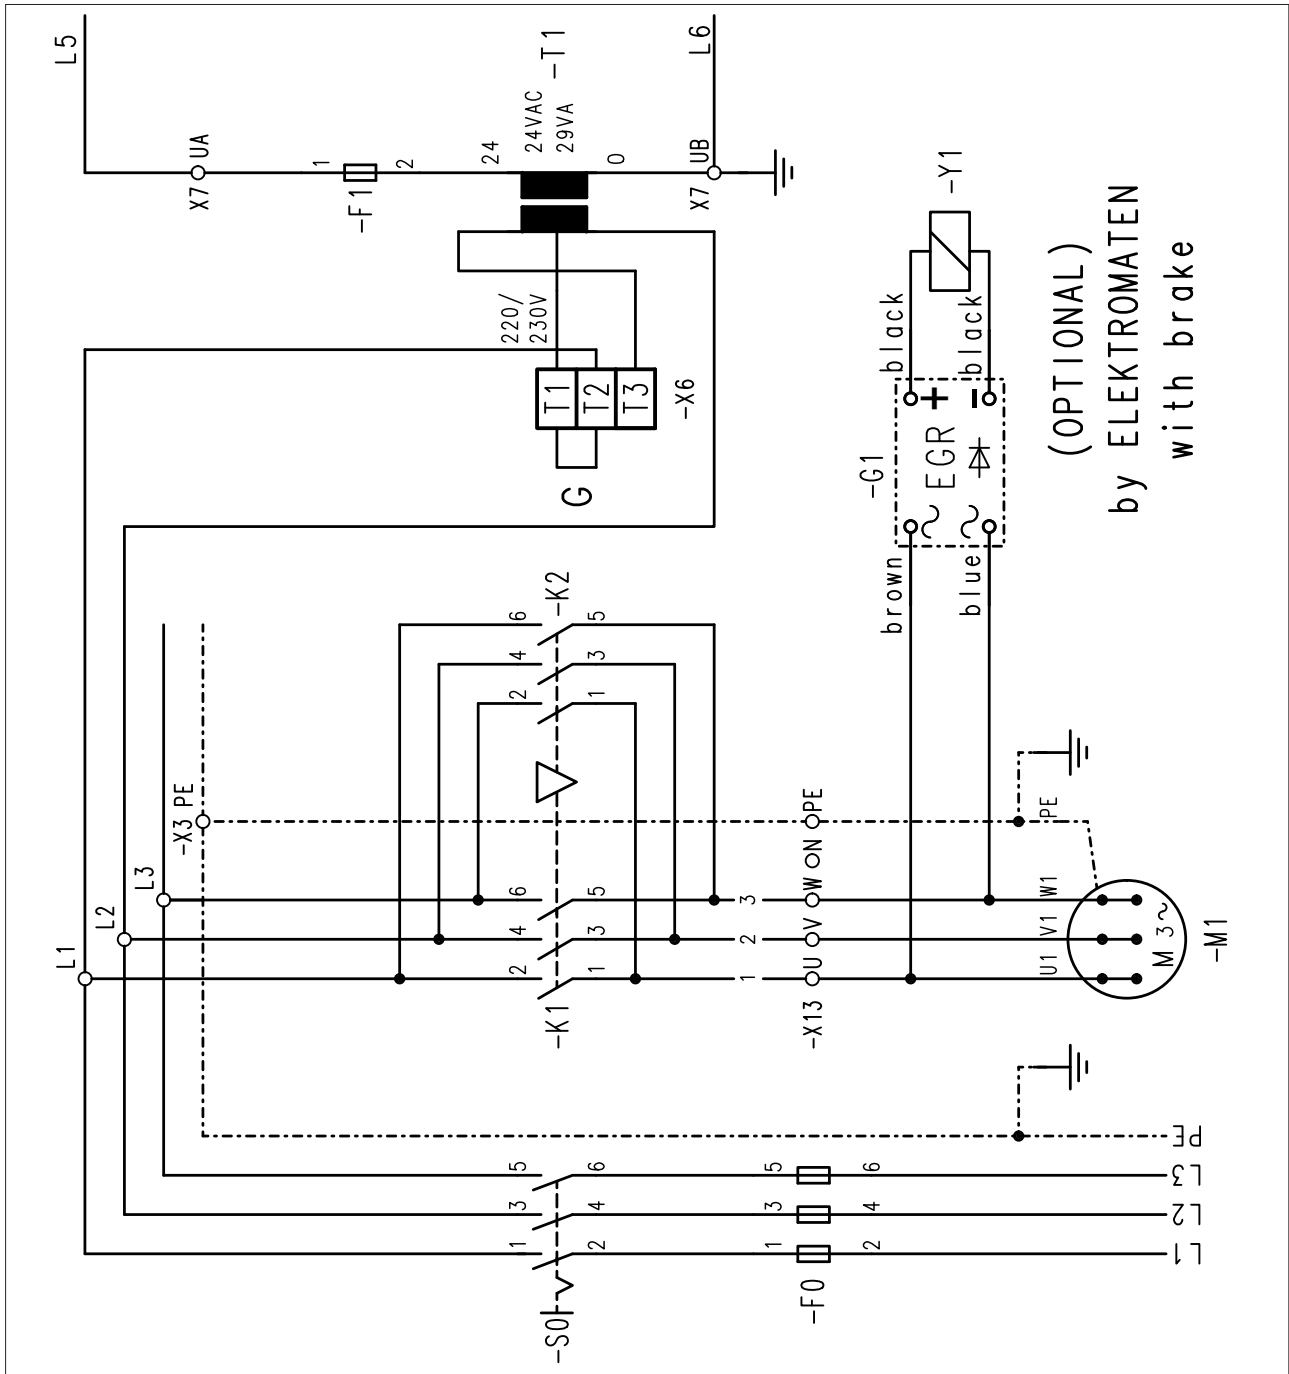 L1
L2
L3
PE
-F0
1 2
3 4
5 6
-S0
1 2
3 4
5 6
L1
L2
L3
-X3 PE
-K1
2 1
4 3
6 5
-K2
2 1
4 3
6 5
1
2
3
-X13
U
V
W
N
PE
U1
V1
W1
PE
M 3~
-M1
brown
blue
-G1
EGR
~
~
+
-
black
black
-Y1
(OPTIONAL)
by ELEKTROMATEN
with brake
G
T1
T2
T3
-X6
220/
230V
24VAC
29VA
-T1
24
0
-F1
1
2
X7 UA
X7 UB
L5
L6